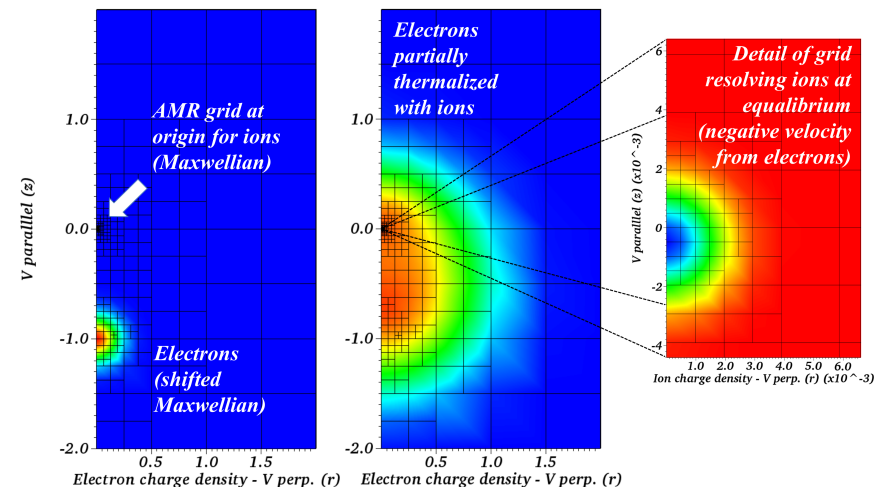 AMR grid at
origin for ions
(Maxwellian)
Electrons
(shifted
Maxwellian)
V paralllel (z)
1.0
0.0
-1.0
-2.0
0.5 1.0 1.5
Electron charge density - V perp. (r)
Electrons
partially
thermalized
with ions
1.0
0.0
-1.0
-2.0
0.5 1.0 1.5
Electron charge density - V perp. (r)
Detail of grid
resolving ions at
equalibrium
(negative velocity
from electrons)
V paralllel (z) (x10^-3)
6
4
2
0
-2
-4
1.0 2.0 3.0 4.0 5.0 6.0
Ion charge density - V perp. (r) (x10^-3)